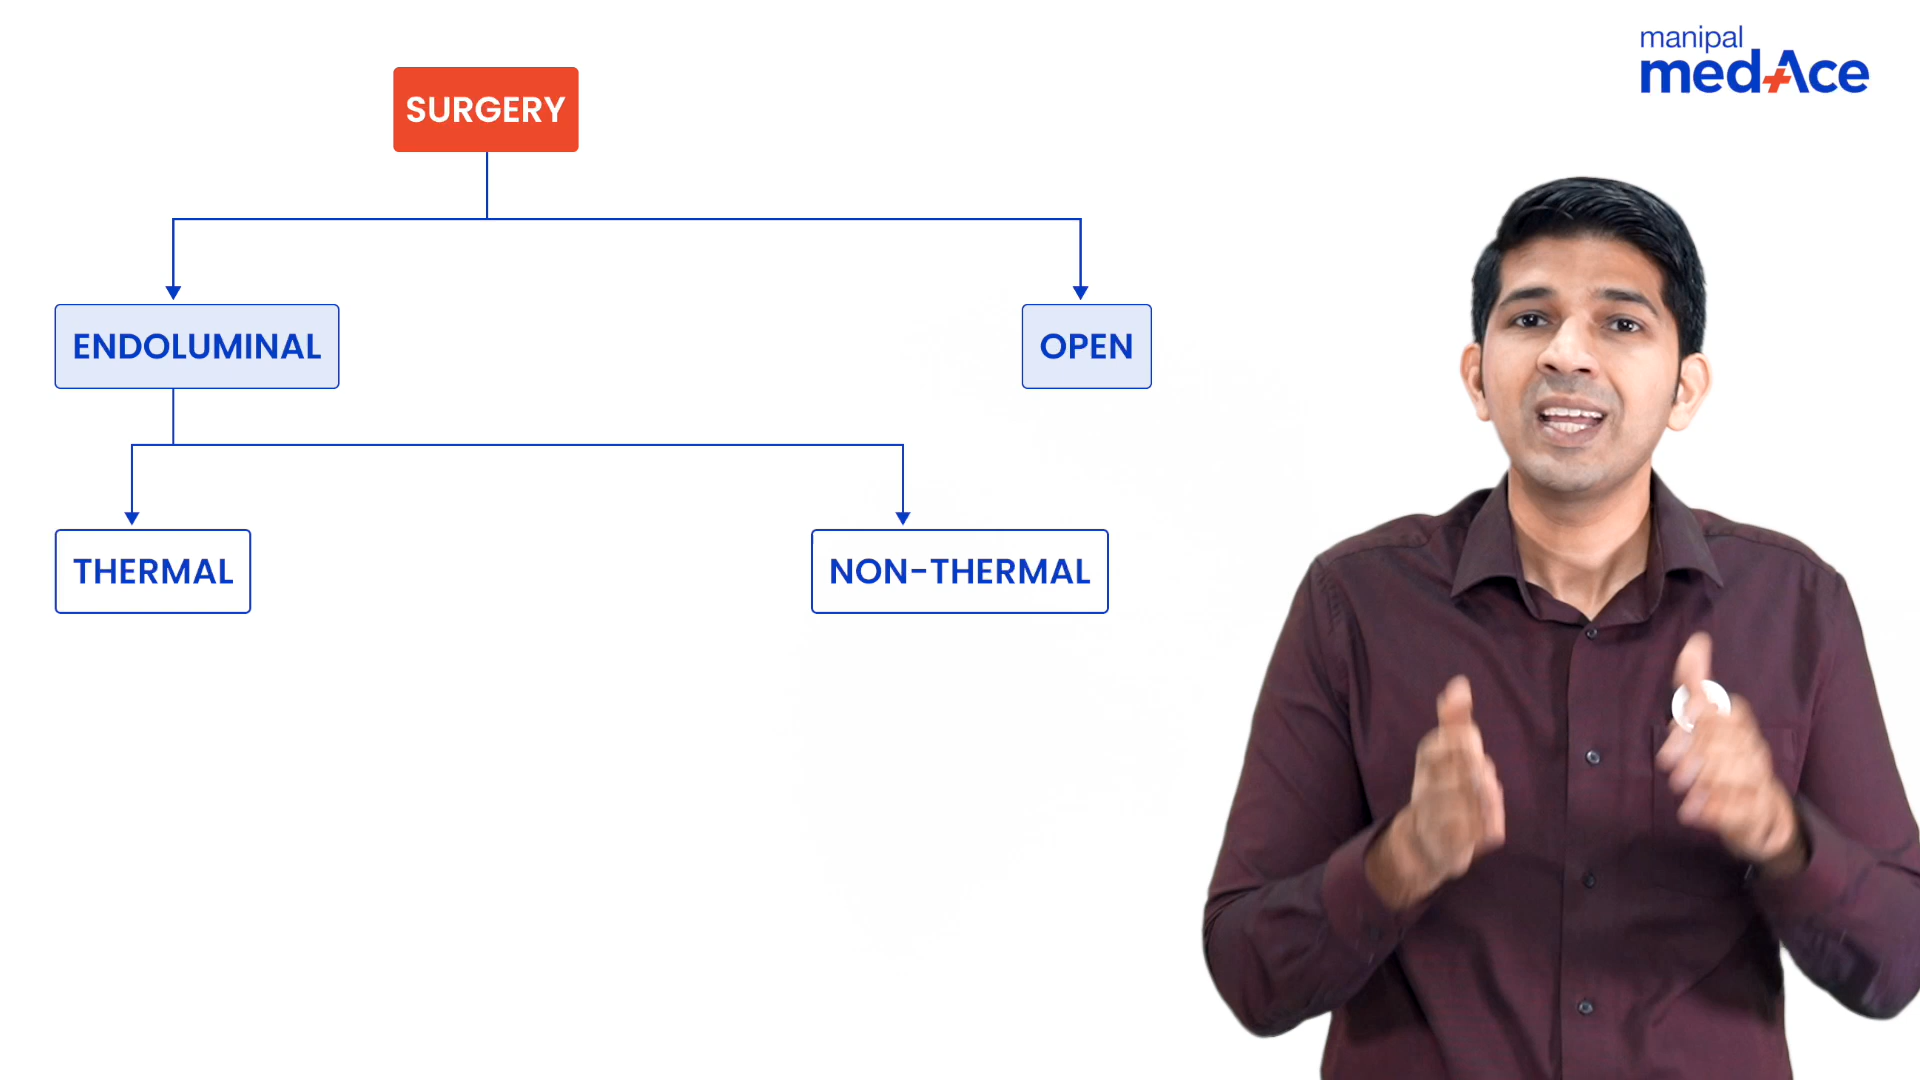 manipal
medAce
SURGERY
ENDOLUMINAL
OPEN
THERMAL
NON-THERMAL